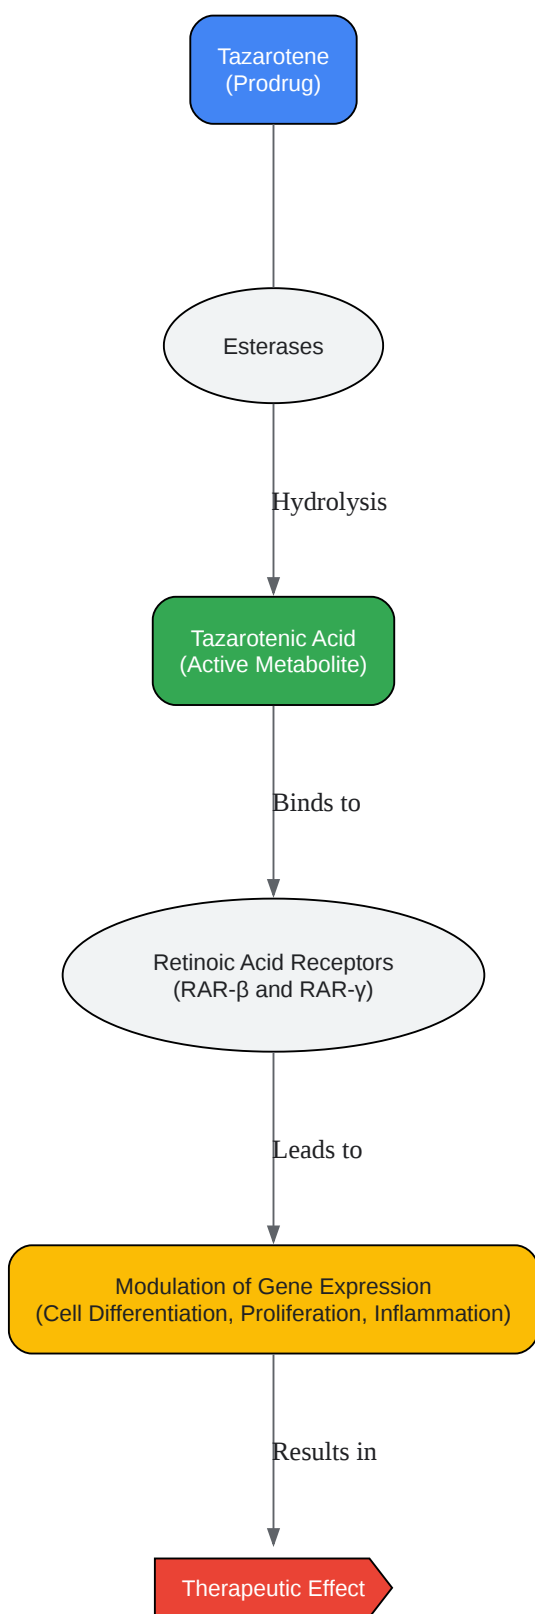 Tazarotene
(Prodrug)
Esterases
Hydrolysis
Tazarotenic Acid
(Active Metabolite)
Binds to
Retinoic Acid Receptors
(RAR-β and RAR-γ)
Leads to
Modulation of Gene Expression
(Cell Differentiation, Proliferation, Inflammation)
Results in
Therapeutic Effect